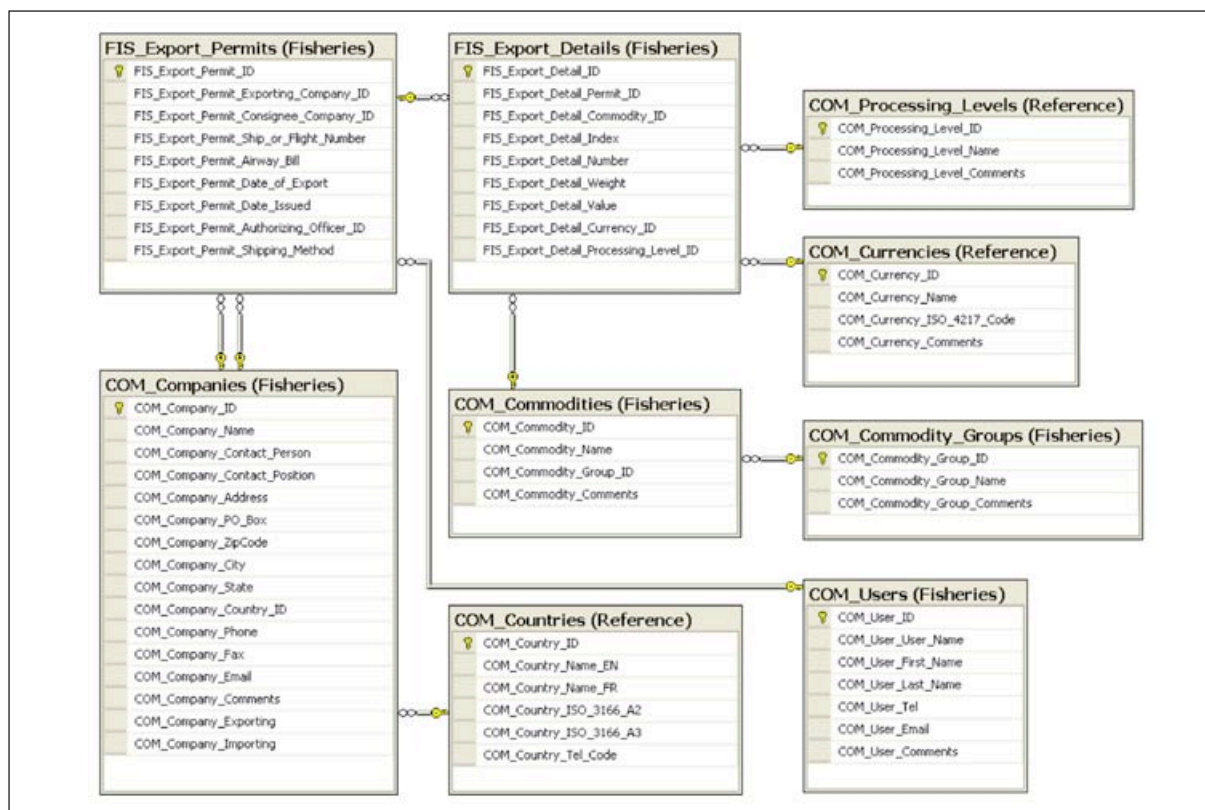 FIS_Export_Permits (Fisheries)
FIS_Export_Permit_ID
FIS_Export_Permit_Exporting_Company_ID
FIS_Export_Permit_Consignee_Company_ID
FIS_Export_Permit_Ship_or_Flight_Number
FIS_Export_Permit_Airway_Bill
FIS_Export_Permit_Date_of_Export
FIS_Export_Permit_Date_Issued
FIS_Export_Permit_Authorizing_Officer_ID
FIS_Export_Permit_Shipping_Method
FIS_Export_Details (Fisheries)
FIS_Export_Detail_ID
FIS_Export_Detail_Permit_ID
FIS_Export_Detail_Commodity_ID
FIS_Export_Detail_Index
FIS_Export_Detail_Number
FIS_Export_Detail_Weight
FIS_Export_Detail_Value
FIS_Export_Detail_Currency_ID
FIS_Export_Detail_Processing_Level_ID
COM_Processing_Levels (Reference)
COM_Processing_Level_ID
COM_Processing_Level_Name
COM_Processing_Level_Comments
COM_Currencies (Reference)
COM_Currency_ID
COM_Currency_Name
COM_Currency_ISO_4217_Code
COM_Currency_Comments
COM_Companies (Fisheries)
COM_Company_ID
COM_Company_Name
COM_Company_Contact_Person
COM_Company_Contact_Position
COM_Company_Address
COM_Company_PO_Box
COM_Company_ZipCode
COM_Company_City
COM_Company_State
COM_Company_Country_ID
COM_Company_Phone
COM_Company_Fax
COM_Company_Email
COM_Company_Comments
COM_Company_Exporting
COM_Company_Importing
COM_Commodities (Fisheries)
COM_Commodity_ID
COM_Commodity_Name
COM_Commodity_Group_ID
COM_Commodity_Comments
COM_Commodity_Groups (Fisheries)
COM_Commodity_Group_ID
COM_Commodity_Group_Name
COM_Commodity_Group_Comments
COM_Countries (Reference)
COM_Country_ID
COM_Country_Name_EN
COM_Country_Name_FR
COM_Country_ISO_3166_A2
COM_Country_ISO_3166_A3
COM_Country_Tel_Code
COM_Users (Fisheries)
COM_User_ID
COM_User_User_Name
COM_User_First_Name
COM_User_Last_Name
COM_User_Tel
COM_User_Email
COM_User_Comments